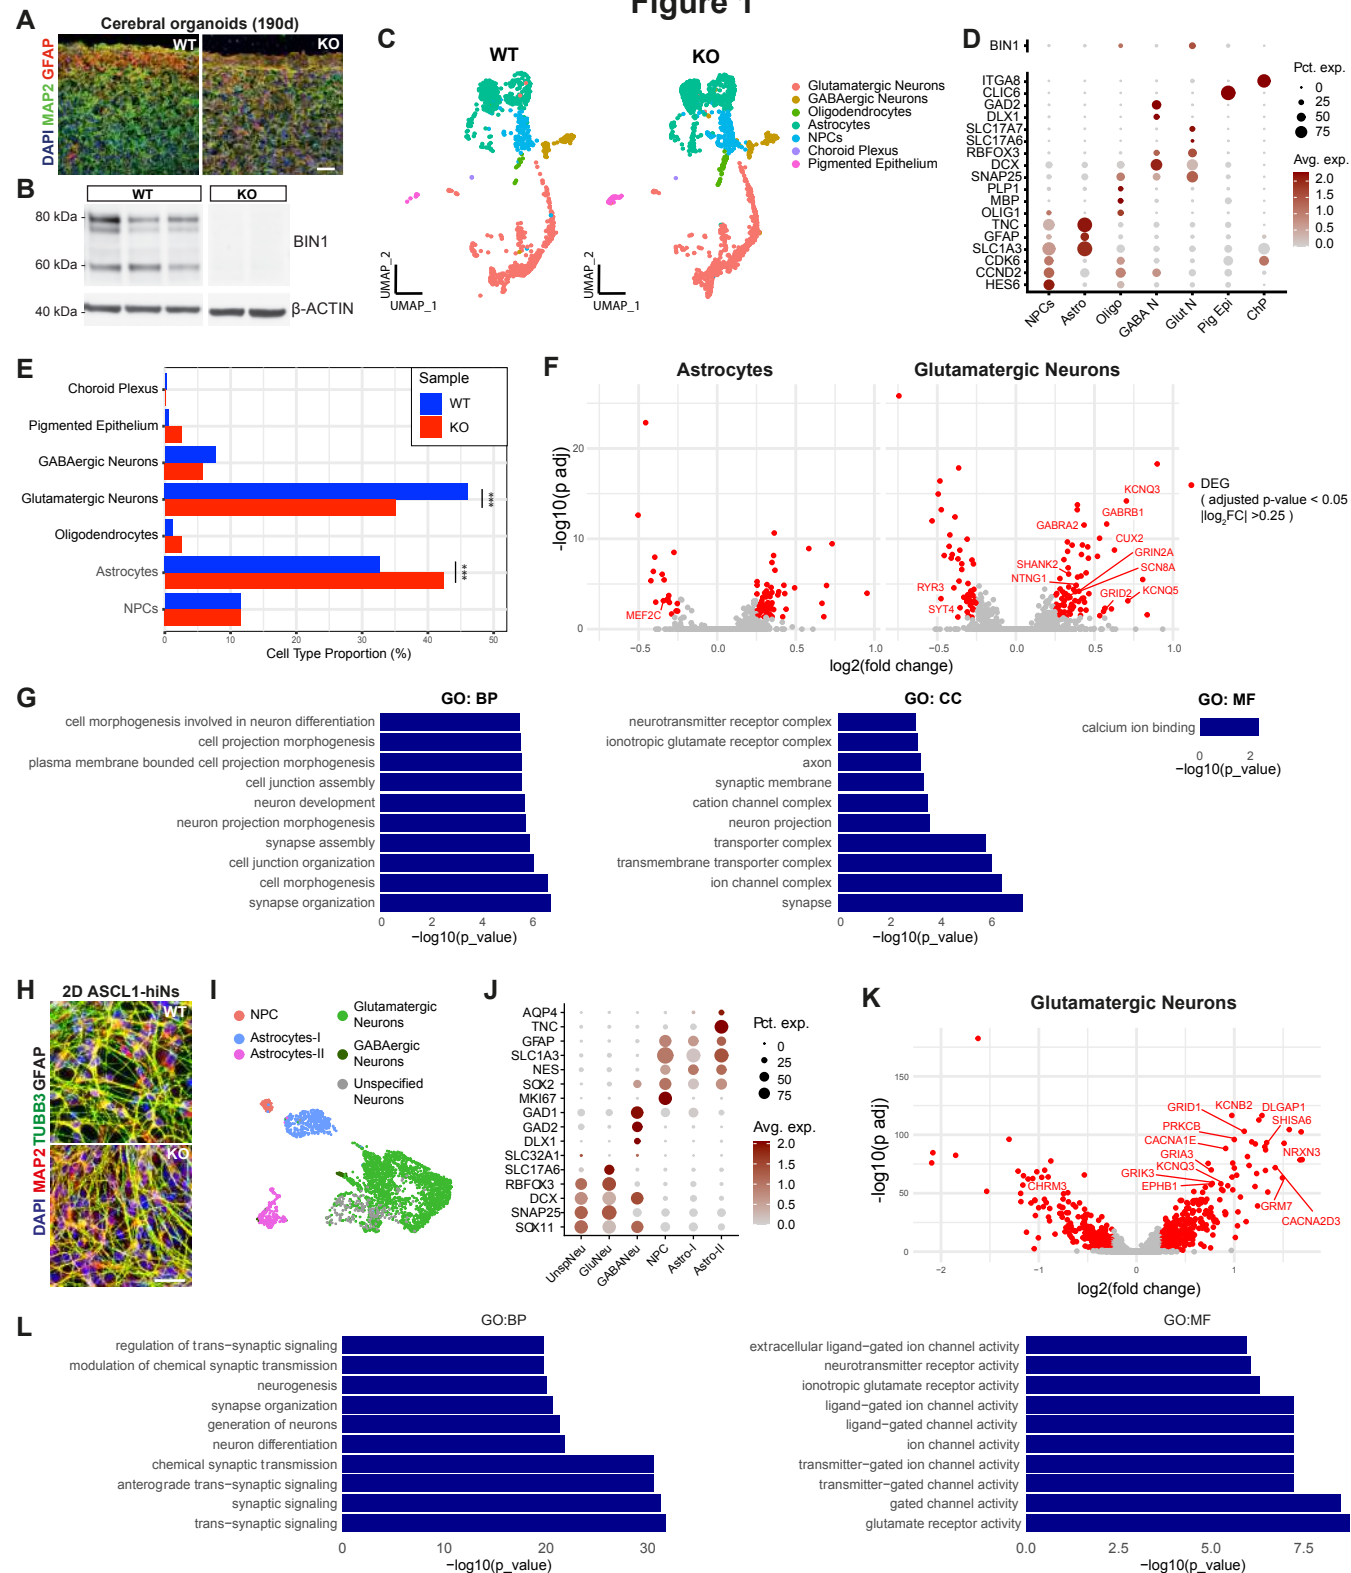 Figure 1
A
Cerebral organoids (190d)
DAPI MAP2 GFAP
WT
KO
B
WT
KO
80 kDa
60 kDa
40 kDa
BIN1
β-ACTIN
C
WT
KO
UMAP_2
UMAP_1
UMAP_2
UMAP_1
Glutamatergic Neurons
GABAergic Neurons
Oligodendrocytes
Astrocytes
NPCs
Choroid Plexus
Pigmented Epithelium
D
BIN1
ITGA8
CLIC6
GAD2
DLX1
SLC17A7
SLC17A6
RBFOX3
DCX
SNAP25
PLP1
MBP
OLIG1
TNC
GFAP
SLC1A3
CDK6
CCND2
HES6
NPCs
Astro
Oligo
GABA N
Glut N
Pig Epi
ChP
Pct. exp.
0
25
50
75
Avg. exp.
2.0
1.5
1.0
0.5
0.0
E
Choroid Plexus
Pigmented Epithelium
GABAergic Neurons
Glutamatergic Neurons
Oligodendrocytes
Astrocytes
NPCs
Sample
WT
KO
***
***
0 10 20 30 40 50
Cell Type Proportion (%)
F
Astrocytes
Glutamatergic Neurons
-log10(p adj)
20
10
0
MEF2C
KCNQ3
GABRB1
GABRA2
CUX2
GRIN2A
SHANK2
SCN8A
NTNG1
RYR3
GRID2
KCNQ5
SYT4
−0.5 0.0 0.5 1.0
−0.5 0.0 0.5 1.0
log2(fold change)
DEG
( adjusted p-value < 0.05
|log2FC| >0.25 )
G
GO: BP
cell morphogenesis involved in neuron differentiation
cell projection morphogenesis
plasma membrane bounded cell projection morphogenesis
cell junction assembly
neuron development
neuron projection morphogenesis
synapse assembly
cell junction organization
cell morphogenesis
synapse organization
0 2 4 6
−log10(p_value)
GO: CC
neurotransmitter receptor complex
ionotropic glutamate receptor complex
axon
synaptic membrane
cation channel complex
neuron projection
transporter complex
transmembrane transporter complex
ion channel complex
synapse
0 2 4 6
−log10(p_value)
GO: MF
calcium ion binding
0 2
−log10(p_value)
H
2D ASCL1-hiNs
DAPI MAP2 TUBB3 GFAP
WT
KO
I
NPC
Astrocytes-I
Astrocytes-II
Glutamatergic
Neurons
GABAergic
Neurons
Unspecified
Neurons
J
AQP4
TNC
GFAP
SLC1A3
NES
SOX2
MKI67
GAD1
GAD2
DLX1
SLC32A1
SLC17A6
RBFOX3
DCX
SNAP25
SOX11
UnspNeu
GluNeu
GABANeu
NPC
Astro-I
Astro-II
Pct. exp.
0
25
50
75
Avg. exp.
2.0
1.5
1.0
0.5
0.0
K
Glutamatergic Neurons
-log10(p adj)
150
100
50
0
GRID1
KCNB2
DLGAP1
SHISA6
PRKCB
CACNA1E
NRXN3
GRIA3
KCNQ3
GRIK3
EPHB1
CHRM3
GRM7
CACNA2D3
−2 −1 0 1
log2(fold change)
L
GO:BP
regulation of trans−synaptic signaling
modulation of chemical synaptic transmission
neurogenesis
synapse organization
generation of neurons
neuron differentiation
chemical synaptic transmission
anterograde trans−synaptic signaling
synaptic signaling
trans−synaptic signaling
0 10 20 30
−log10(p_value)
GO:MF
extracellular ligand−gated ion channel activity
neurotransmitter receptor activity
ionotropic glutamate receptor activity
ligand−gated ion channel activity
ligand−gated channel activity
ion channel activity
transmitter−gated ion channel activity
transmitter−gated channel activity
gated channel activity
glutamate receptor activity
0.0 2.5 5.0 7.5
−log10(p_value)